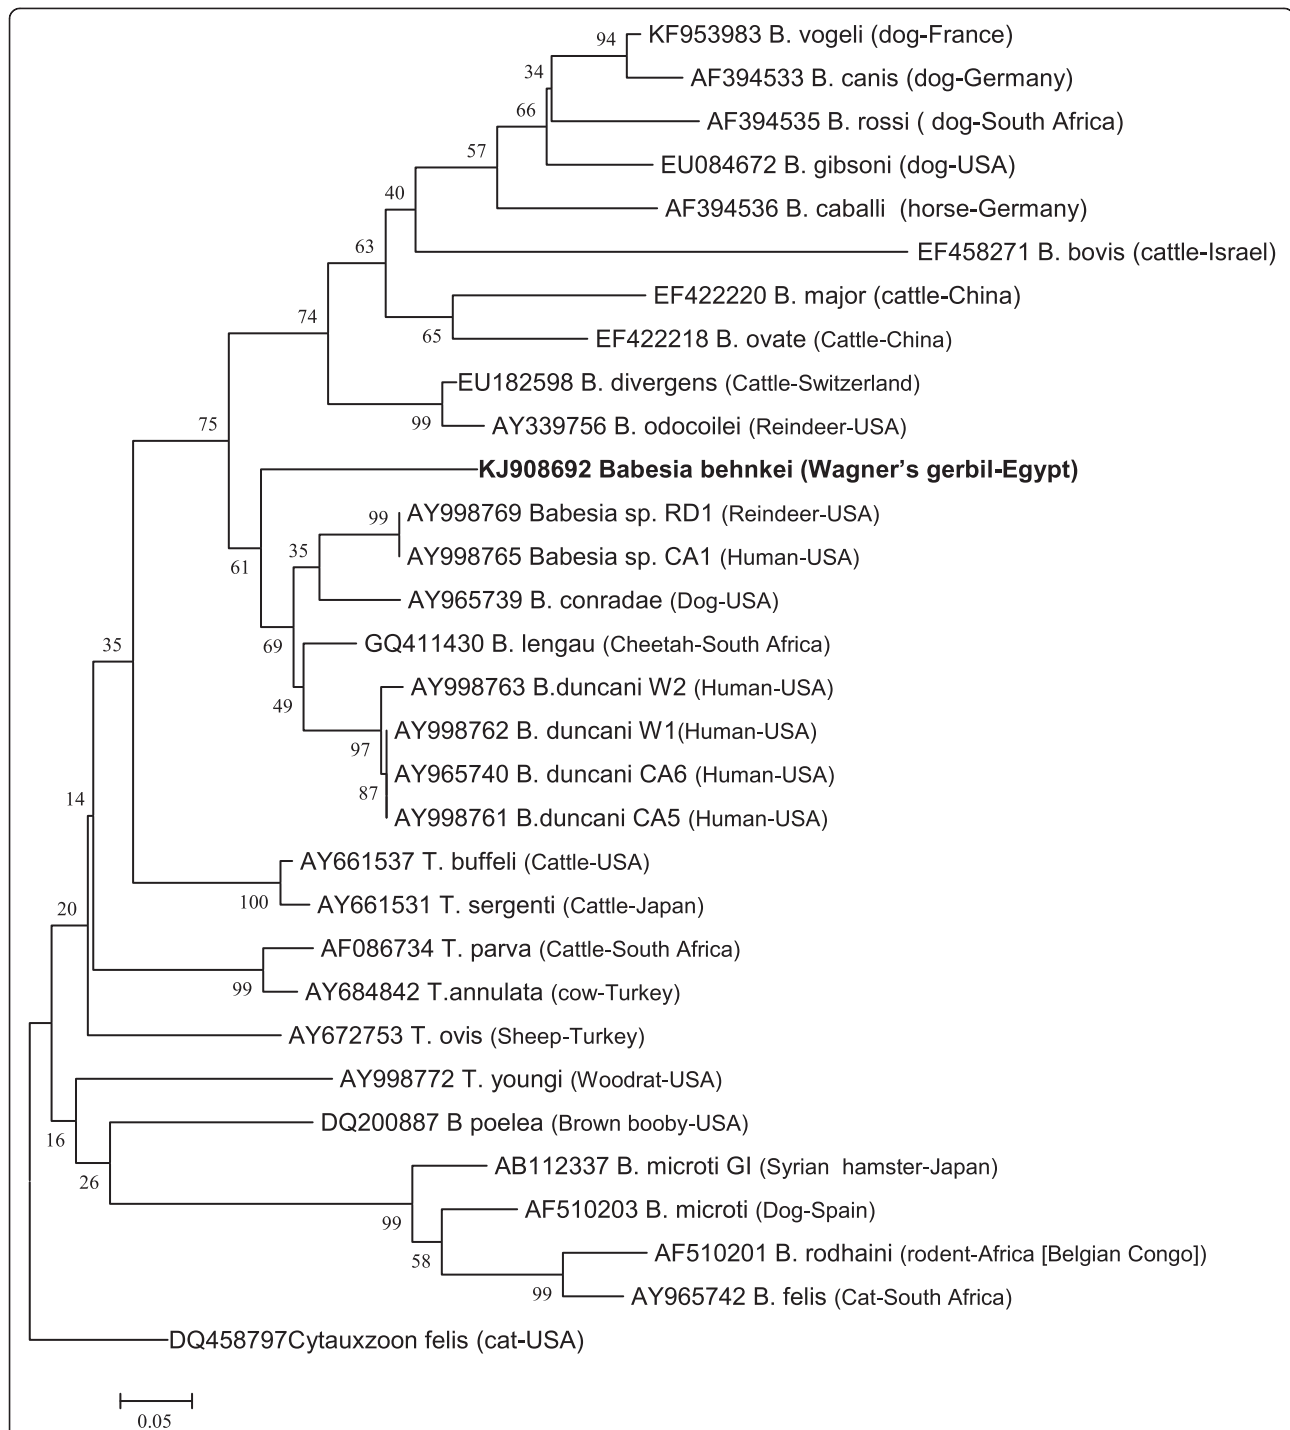 94
KF953983 B. vogeli (dog-France)
34
AF394533 B. canis (dog-Germany)
66
AF394535 B. rossi ( dog-South Africa)
57
EU084672 B. gibsoni (dog-USA)
40
AF394536 B. caballi (horse-Germany)
63
EF458271 B. bovis (cattle-Israel)
74
EF422220 B. major (cattle-China)
65
EF422218 B. ovate (Cattle-China)
75
EU182598 B. divergens (Cattle-Switzerland)
99
AY339756 B. odocoilei (Reindeer-USA)
KJ908692 Babesia behnkei (Wagner's gerbil-Egypt)
99
AY998769 Babesia sp. RD1 (Reindeer-USA)
61
35
AY998765 Babesia sp. CA1 (Human-USA)
AY965739 B. conradae (Dog-USA)
35
69
GQ411430 B. lengau (Cheetah-South Africa)
49
AY998763 B.duncani W2 (Human-USA)
97
AY998762 B. duncani W1(Human-USA)
14
87
AY965740 B. duncani CA6 (Human-USA)
AY998761 B.duncani CA5 (Human-USA)
AY661537 T. buffeli (Cattle-USA)
20
100
AY661531 T. sergenti (Cattle-Japan)
AF086734 T. parva (Cattle-South Africa)
99
AY684842 T.annulata (cow-Turkey)
AY672753 T. ovis (Sheep-Turkey)
AY998772 T. youngi (Woodrat-USA)
16
DQ200887 B poelea (Brown booby-USA)
26
AB112337 B. microti GI (Syrian hamster-Japan)
99
AF510203 B. microti (Dog-Spain)
58
AF510201 B. rodhaini (rodent-Africa [Belgian Congo])
99
AY965742 B. felis (Cat-South Africa)
DQ458797Cytauxzoon felis (cat-USA)
0.05